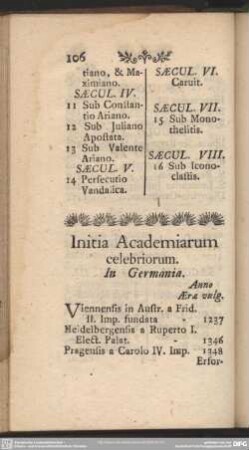 106
tiano, & Ma-
ximiano.
SÆCUL. IV.
11 Sub Constan-
tio Ariano.
12 Sub Juliano
Apostata.
13 Sub Valente
Ariano.
SÆCUL. V.
14 Persecutio
Vandalica.
SÆCUL. VI.
Caruit.
SÆCUL. VII.
15 Sub Mono-
thelitis.
SÆCUL. VIII.
16 Sub Icono-
clastis.
Initia Academiarum
celebriorum.
In Germania.
Anno
Æra vulg.
Viennensis in Austr. a Frid.
II. Imp. fundata - 1237
Heidelbergensis a Ruperto I.
Elect. Palat. - 1346
Pragensis a Carolo IV. Imp. - 1348
Erfor-